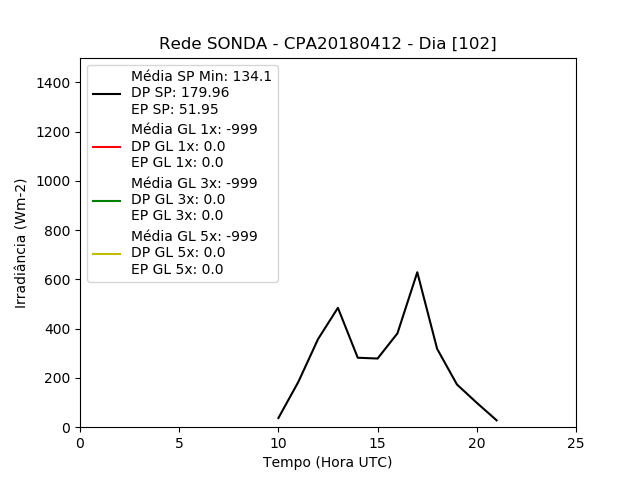 Rede SONDA - CPA20180412 - Dia [102]
Irradiância (Wm-2)
1400
1200
1000
800
600
400
200
0
Média SP Min: 134.1
DP SP: 179.96
EP SP: 51.95
Média GL 1x: -999
DP GL 1x: 0.0
EP GL 1x: 0.0
Média GL 3x: -999
DP GL 3x: 0.0
EP GL 3x: 0.0
Média GL 5x: -999
DP GL 5x: 0.0
EP GL 5x: 0.0
0 5 10 15 20 25
Tempo (Hora UTC)